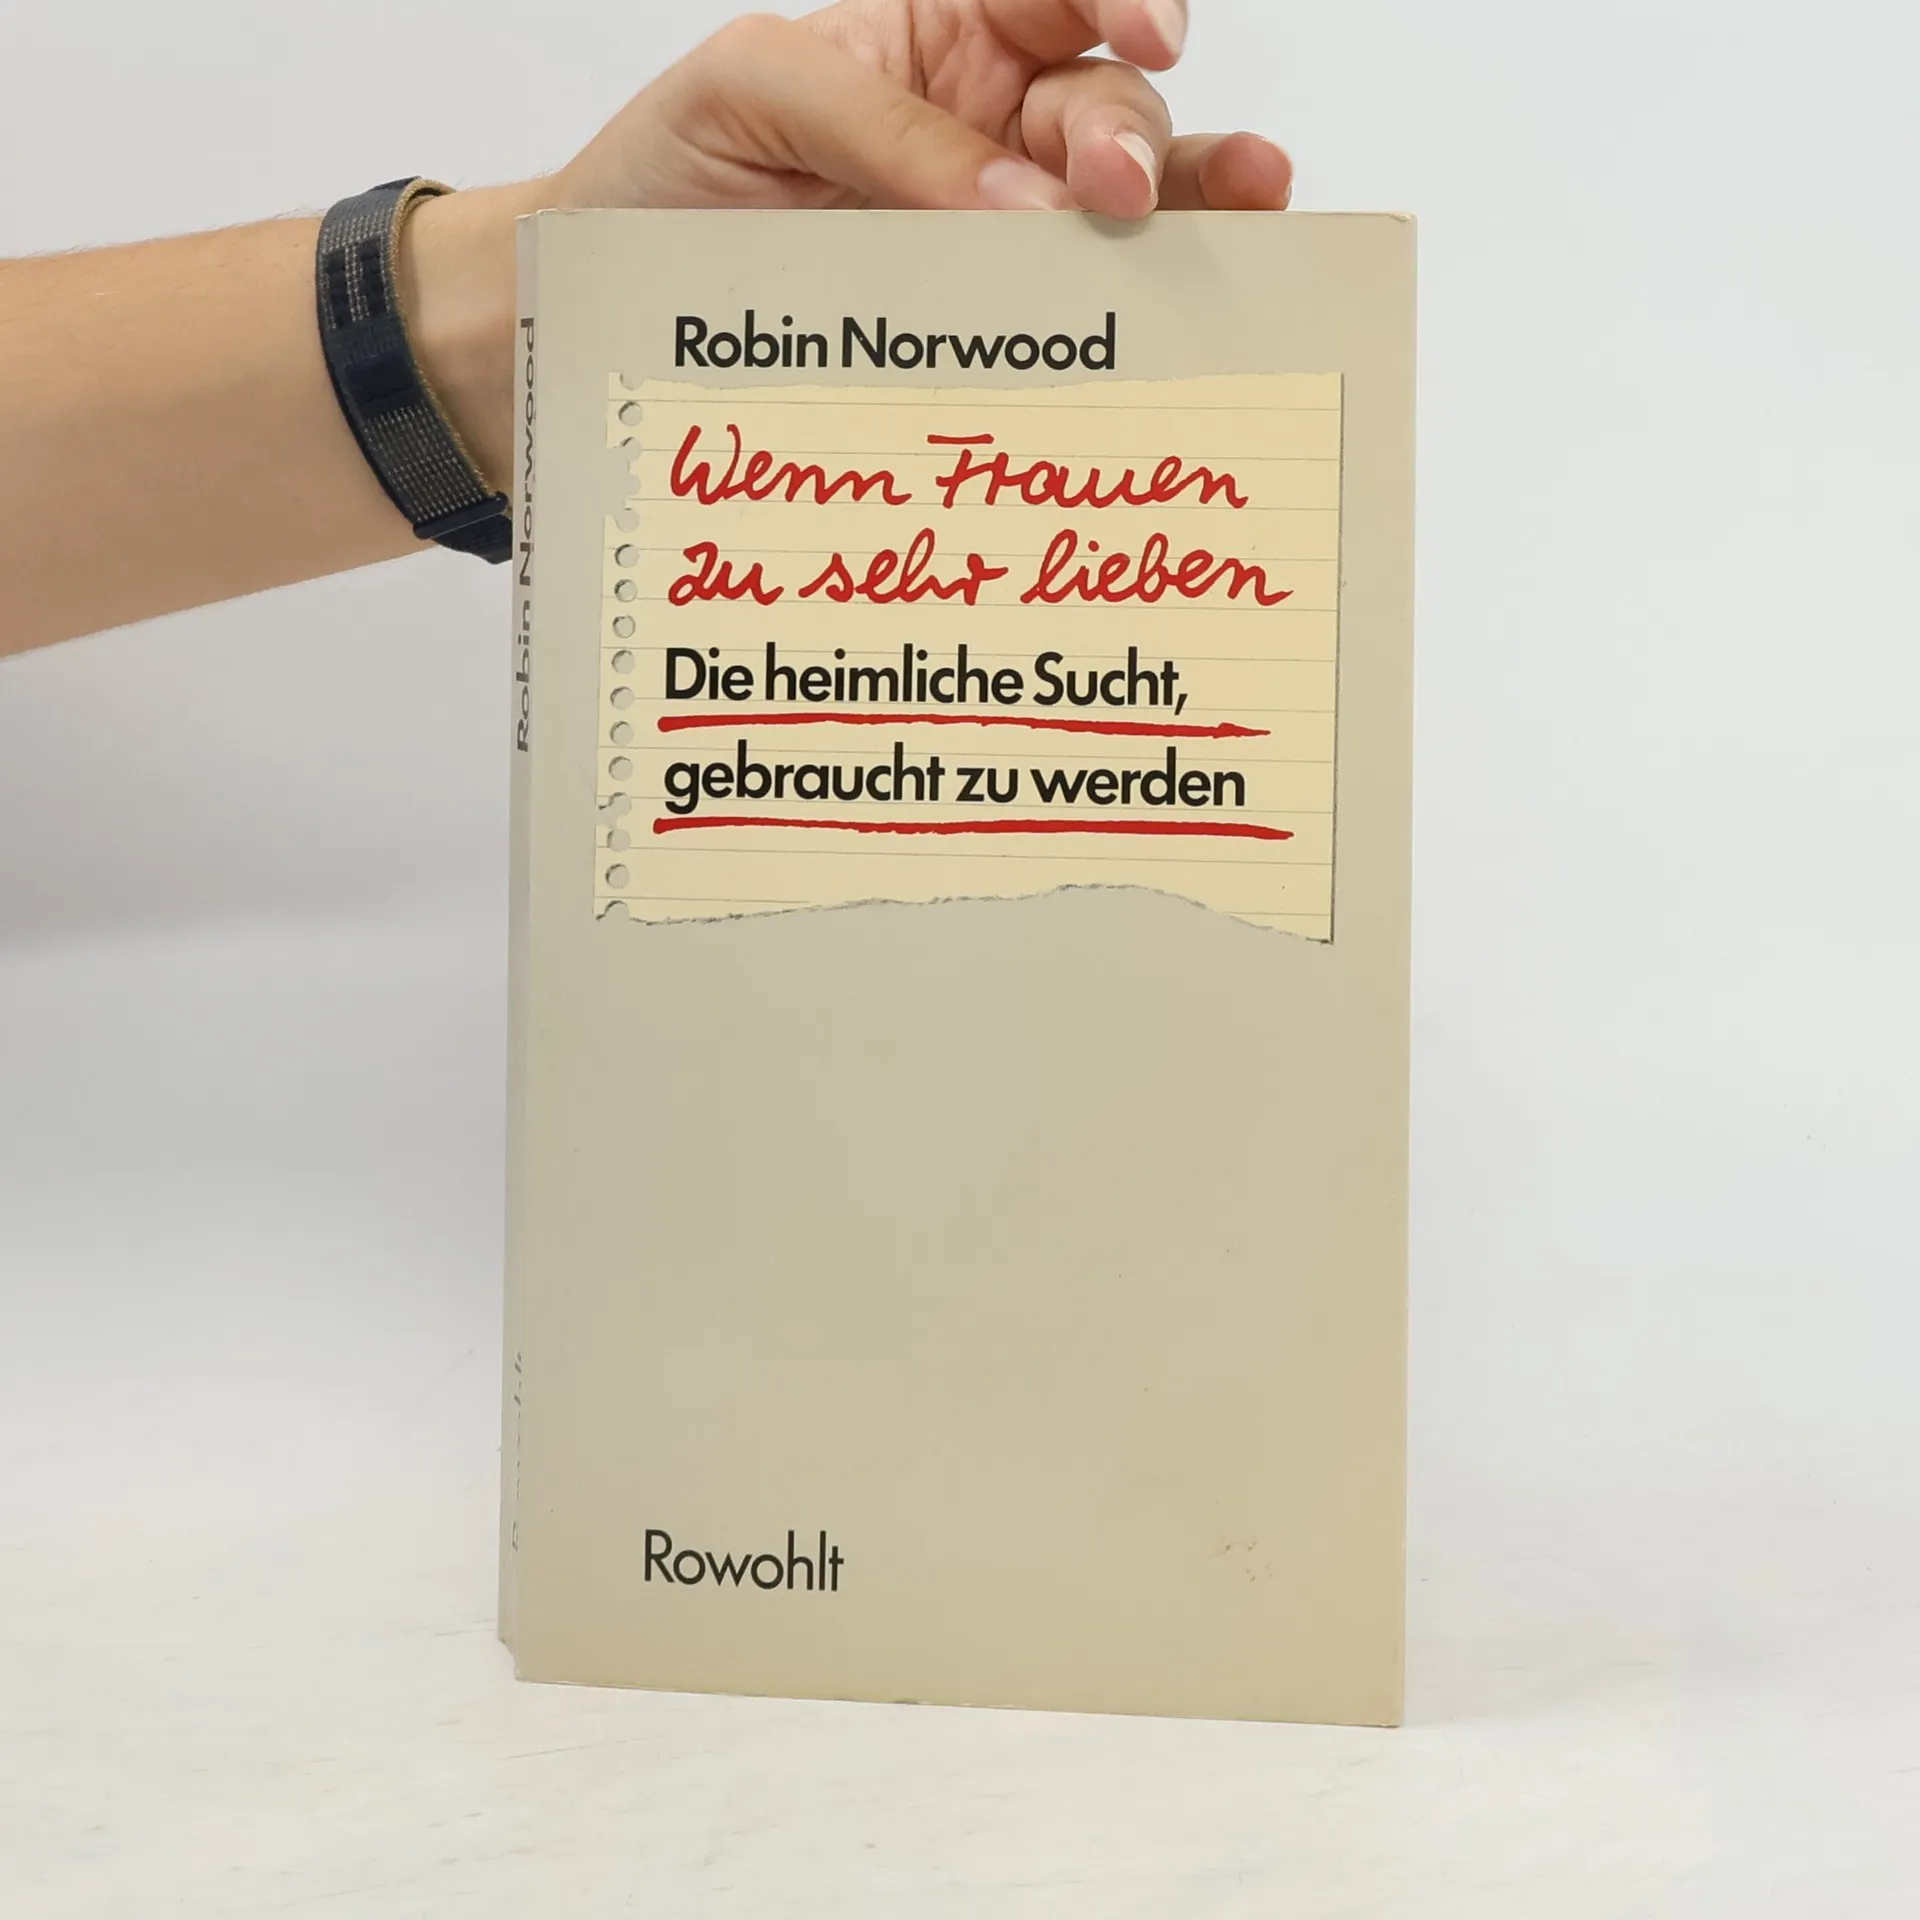 Robin Norwood
Wenn Frauen
zu sehr lieben
Die heimliche Sucht,
gebraucht zu werden
Rowohlt
Robin Norwood